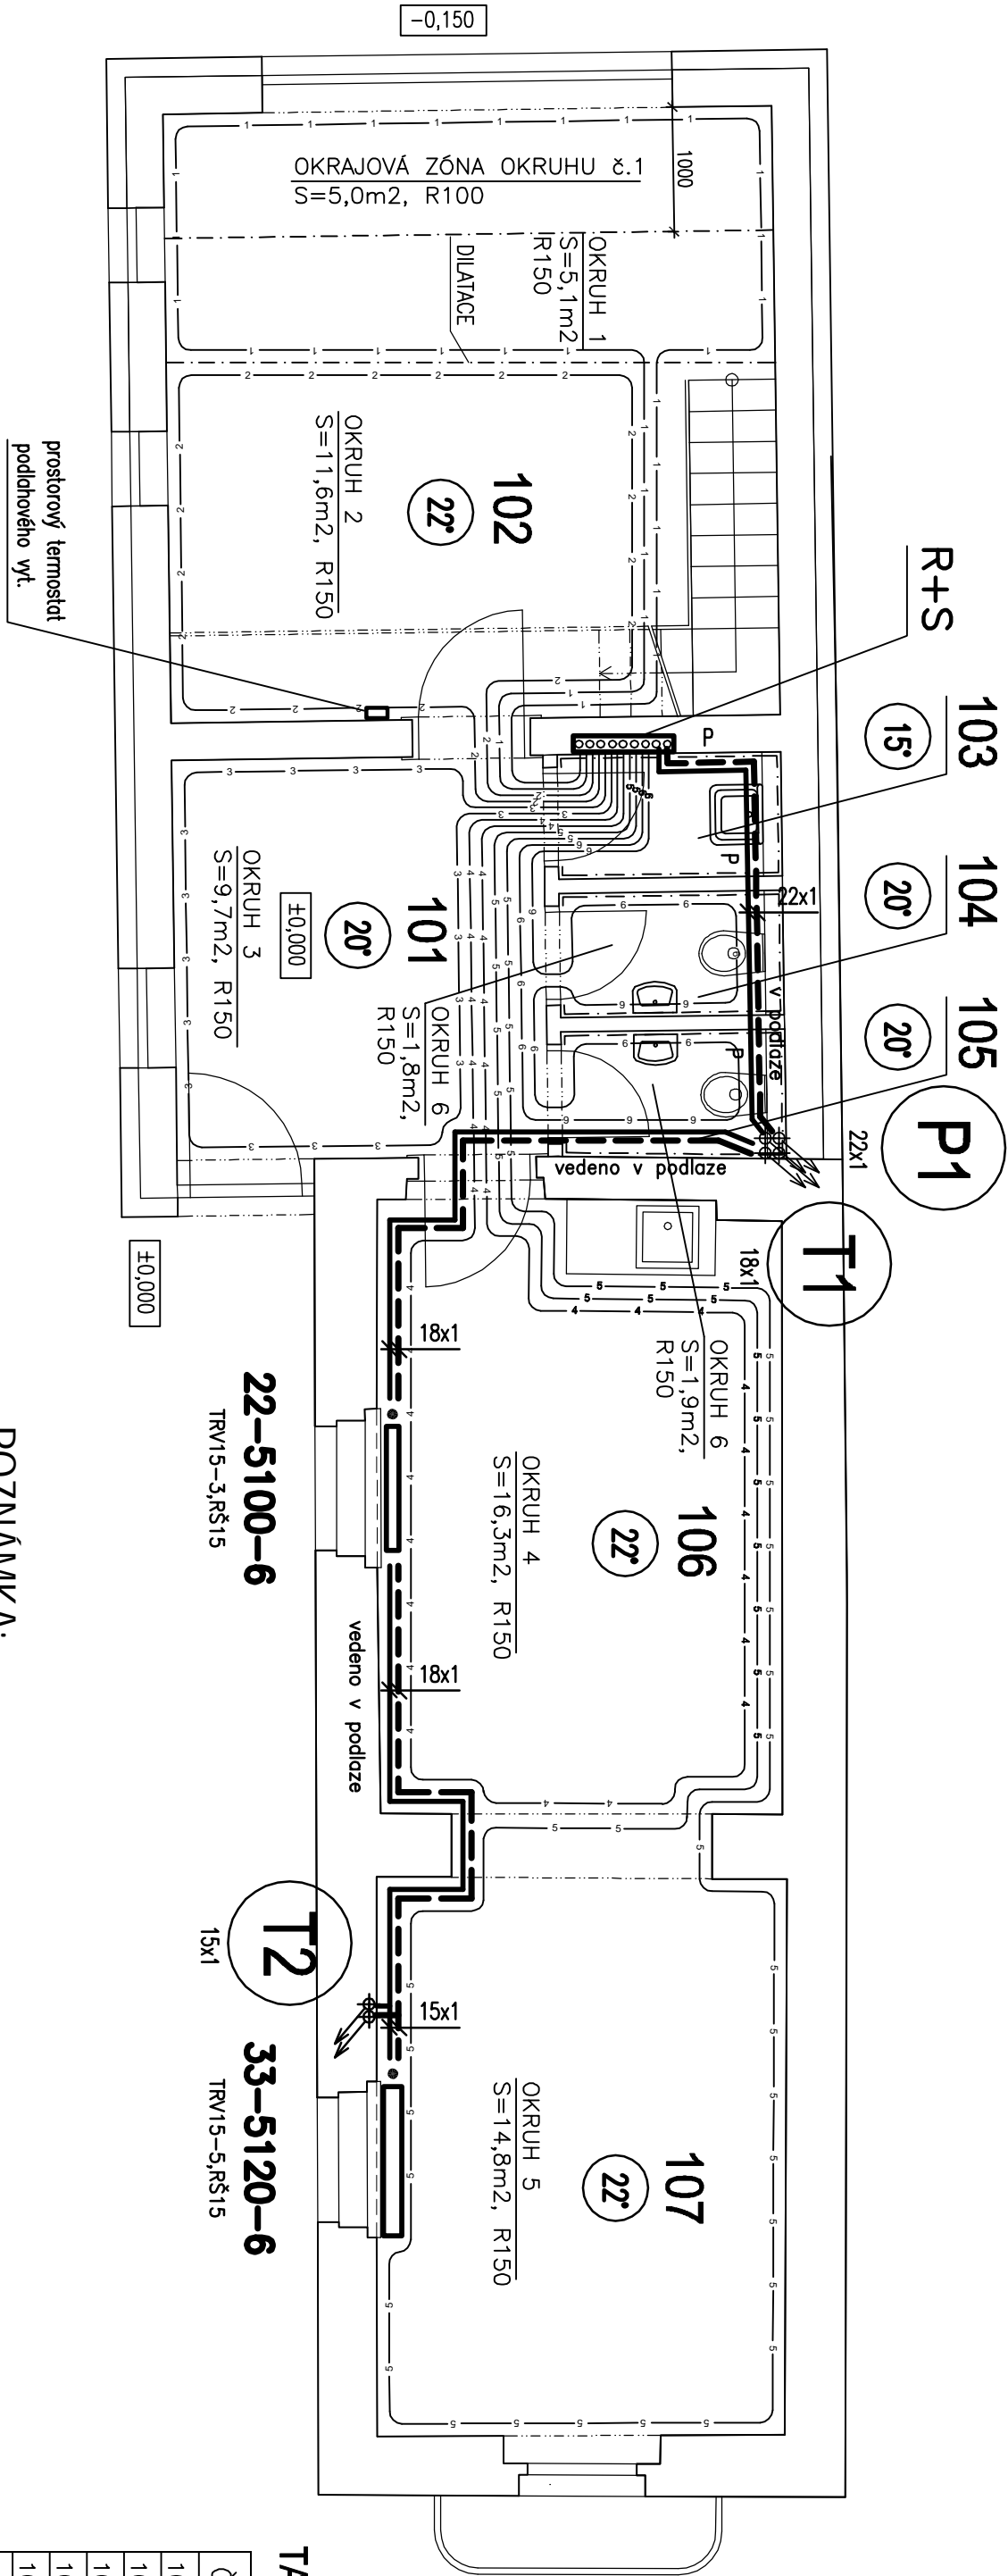 -0,150
OKRAJOVÁ ZÓNA OKRUHU č.1
S=5,0m2, R100
1000
OKRUH 1
S=5,1m2
R150
DILATACE
OKRUH 2
S=11,6m2, R150
102
22°
prostorový termostat
podlahového vyt.
R+S
103
15°
104
20°
105
20°
P1
22x1
T1
18x1
P
P
P
22x1
v podlaze
vedeno v podlaze
101
20°
±0,000
OKRUH 3
S=9,7m2, R150
OKRUH 6
S=1,8m2,
R150
±0,000
OKRUH 6
S=1,9m2,
R150
18x1
22-5100-6
TRV15-3,RŠ15
106
22°
OKRUH 4
S=16,3m2, R150
18x1
vedeno v podlaze
T2
15x1
15x1
33-5120-6
TRV15-5,RŠ15
107
22°
OKRUH 5
S=14,8m2, R150
POZNÁMKA: